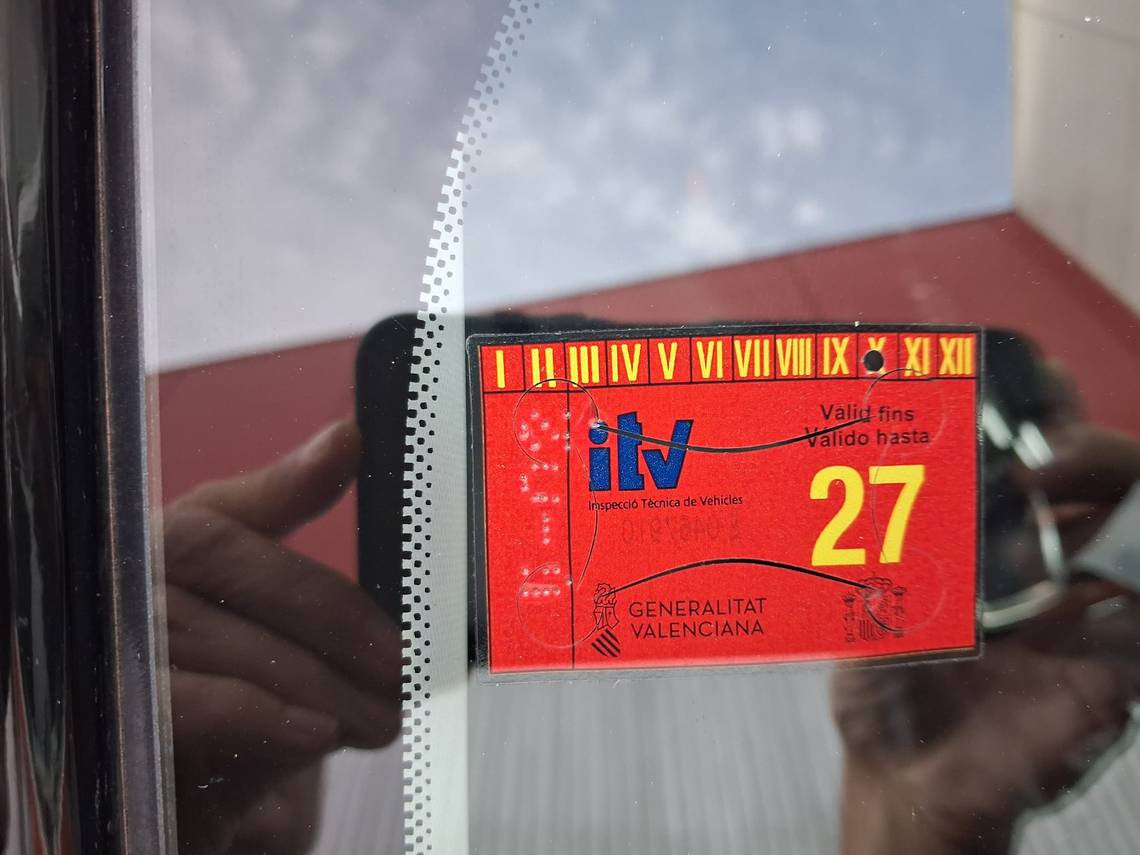 I II III IV V VI VII VIII IX X XI XII
Vàlid fins
Válido hasta
itv
Inspecció Tècnica de Vehicles
27
GENERALITAT
VALENCIANA